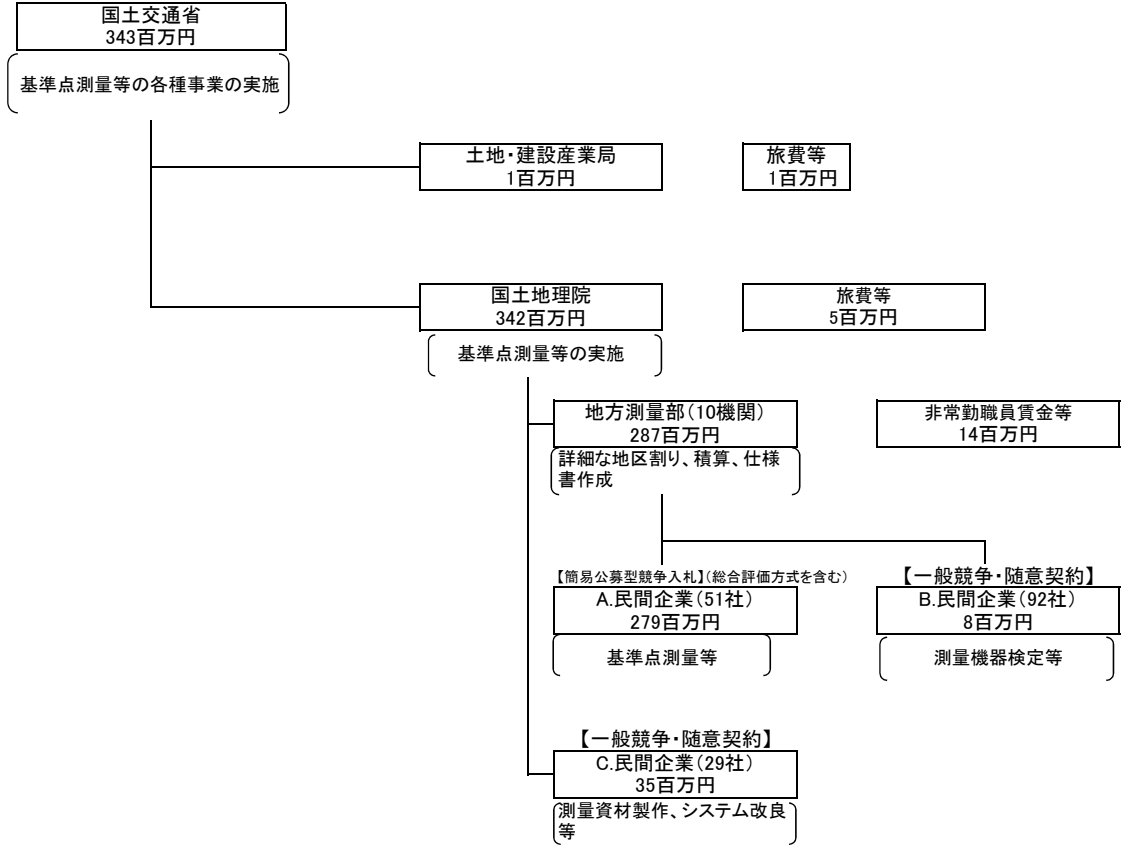 国土交通省
343百万円
基準点測量等の各種事業の実施
土地・建設産業局
1百万円
旅費等
1百万円
国土地理院
342百万円
旅費等
5百万円
基準点測量等の実施
地方測量部(10機関)
287百万円
非常勤職員賃金等
14百万円
詳細な地区割り、積算、仕様
書作成
【簡易公募型競争入札】(総合評価方式を含む)
A.民間企業(51社)
279百万円
基準点測量等
【一般競争・随意契約】
B.民間企業(92社)
8百万円
測量機器検定等
【一般競争・随意契約】
C.民間企業(29社)
35百万円
測量資材製作、システム改良
等